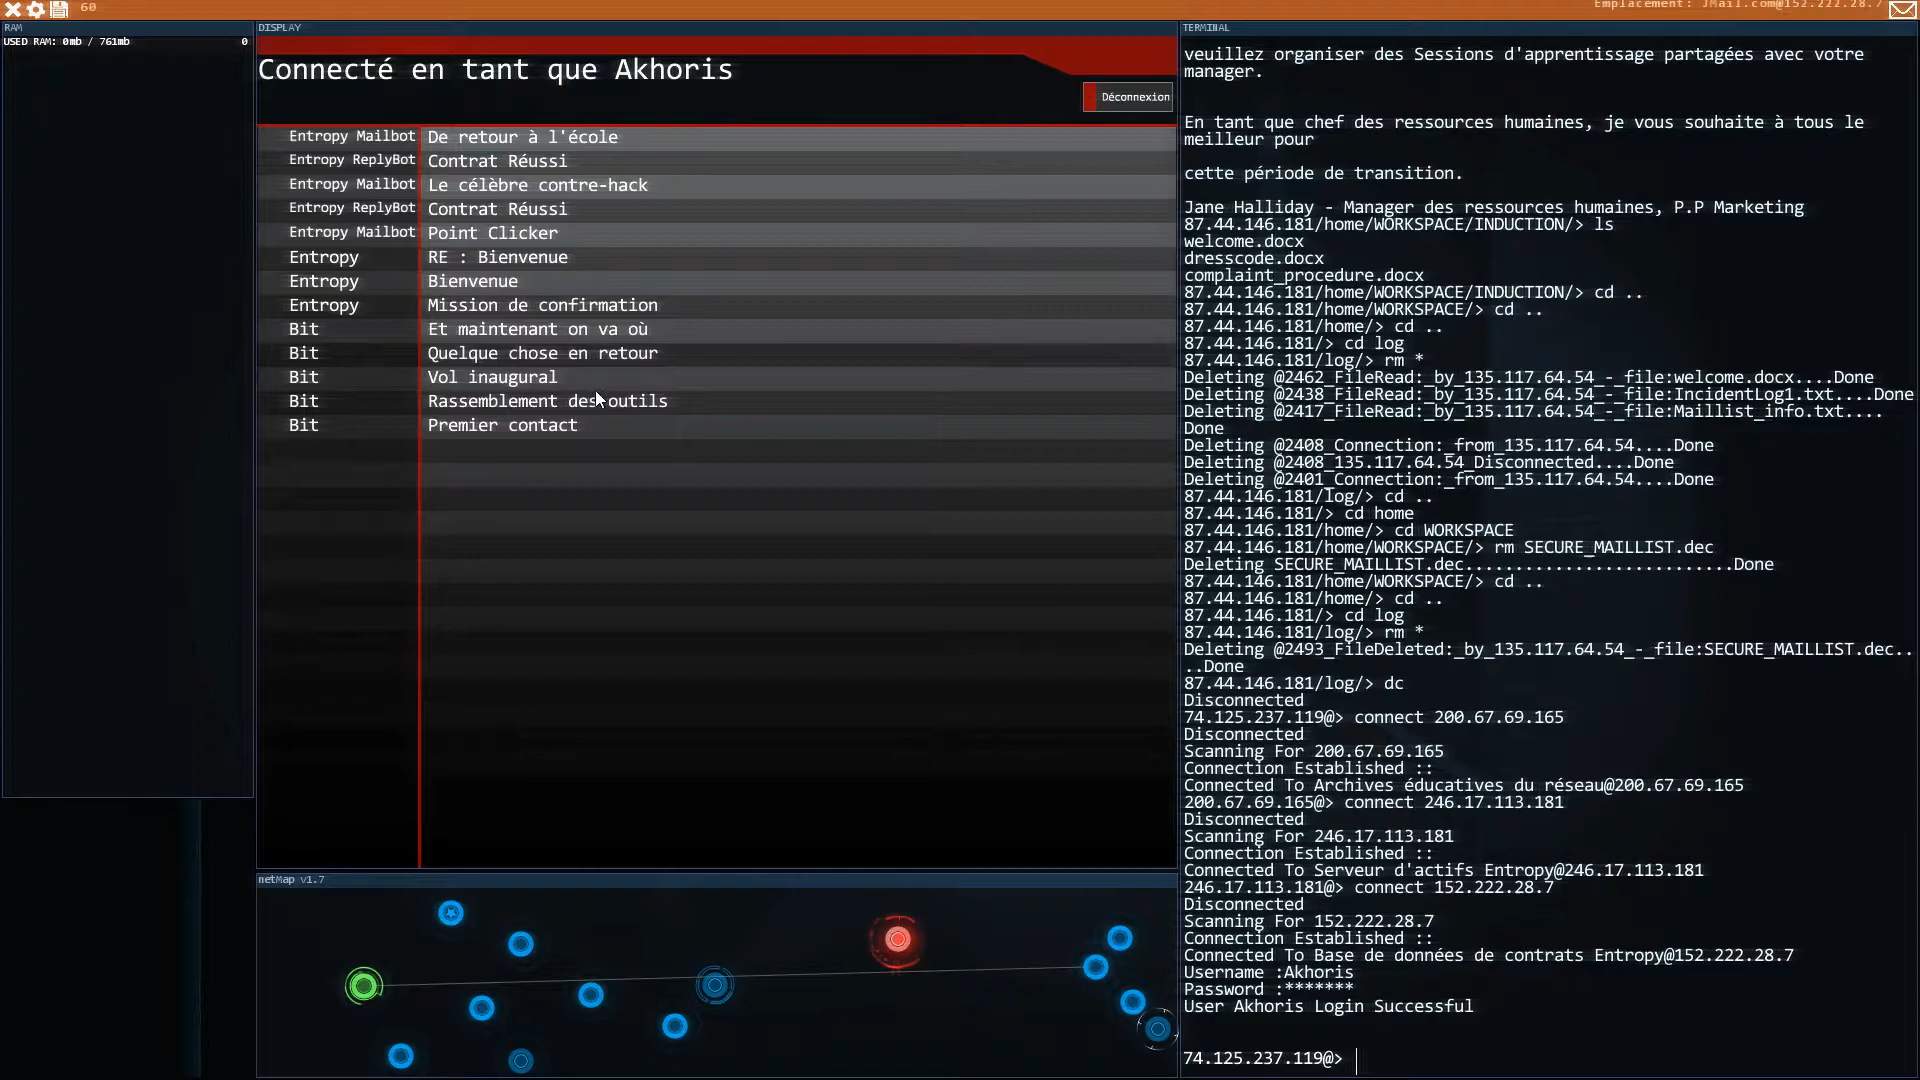 60
Emplacement: JMail.com@152.222.28.7
RAM
USED RAM: 0mb / 761mb 0
DISPLAY
Connecté en tant que Akhoris
Déconnexion
Entropy Mailbot De retour à l'école
Entropy ReplyBot Contrat Réussi
Entropy Mailbot Le célèbre contre-hack
Entropy ReplyBot Contrat Réussi
Entropy Mailbot Point Clicker
Entropy RE : Bienvenue
Entropy Bienvenue
Entropy Mission de confirmation
Bit Et maintenant on va où
Bit Quelque chose en retour
Bit Vol inaugural
Bit Rassemblement des outils
Bit Premier contact
netMap v1.7
TERMINAL
veuillez organiser des Sessions d'apprentissage partagées avec votre
manager.
En tant que chef des ressources humaines, je vous souhaite à tous le
meilleur pour
cette période de transition.
Jane Halliday - Manager des ressources humaines, P.P Marketing
87.44.146.181/home/WORKSPACE/INDUCTION/> ls
welcome.docx
dresscode.docx
complaint_procedure.docx
87.44.146.181/home/WORKSPACE/INDUCTION/> cd ..
87.44.146.181/home/WORKSPACE/> cd ..
87.44.146.181/home/> cd ..
87.44.146.181/> cd log
87.44.146.181/log/> rm *
Deleting @2462_FileRead:_by_135.117.64.54_-_file:welcome.docx....Done
Deleting @2438_FileRead:_by_135.117.64.54_-_file:IncidentLog1.txt....Done
Deleting @2417_FileRead:_by_135.117.64.54_-_file:Maillist_info.txt....
Done
Deleting @2408_Connection:_from_135.117.64.54....Done
Deleting @2408_135.117.64.54_Disconnected....Done
Deleting @2401_Connection:_from_135.117.64.54....Done
87.44.146.181/log/> cd ..
87.44.146.181/> cd home
87.44.146.181/home/> cd WORKSPACE
87.44.146.181/home/WORKSPACE/> rm SECURE_MAILLIST.dec
Deleting SECURE_MAILLIST.dec...........................Done
87.44.146.181/home/WORKSPACE/> cd ..
87.44.146.181/home/> cd ..
87.44.146.181/> cd log
87.44.146.181/log/> rm *
Deleting @2493_FileDeleted:_by_135.117.64.54_-_file:SECURE_MAILLIST.dec..
..Done
87.44.146.181/log/> dc
Disconnected
74.125.237.119@> connect 200.67.69.165
Disconnected
Scanning For 200.67.69.165
Connection Established ::
Connected To Archives éducatives du réseau@200.67.69.165
200.67.69.165@> connect 246.17.113.181
Disconnected
Scanning For 246.17.113.181
Connection Established ::
Connected To Serveur d'actifs Entropy@246.17.113.181
246.17.113.181@> connect 152.222.28.7
Disconnected
Scanning For 152.222.28.7
Connection Established ::
Connected To Base de données de contrats Entropy@152.222.28.7
Username :Akhoris
Password :*******
User Akhoris Login Successful
74.125.237.119@>